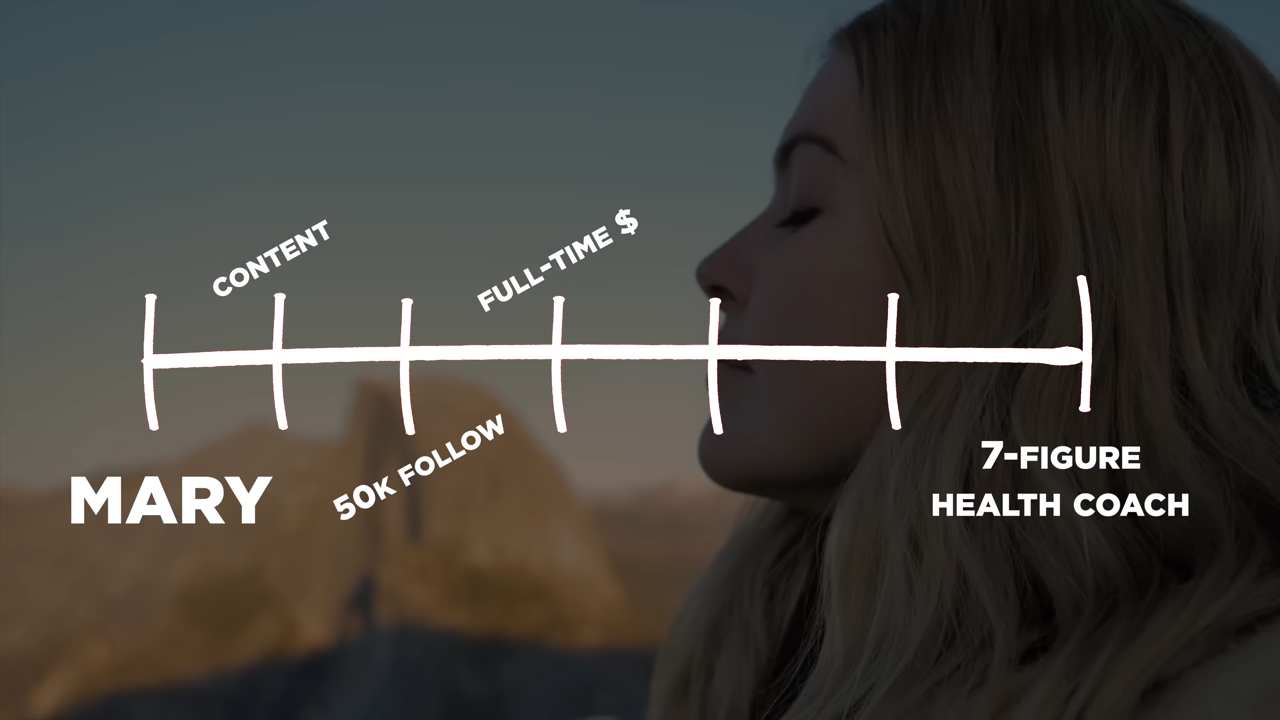 CONTENT
FULL-TIME $
50K FOLLOW
MARY
7-FIGURE
HEALTH COACH